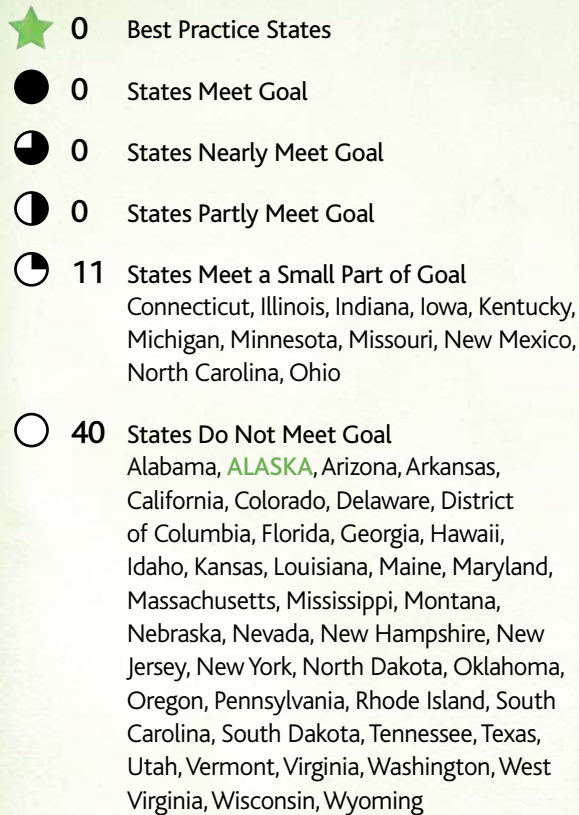 0 Best Practice States
0 States Meet Goal
0 States Nearly Meet Goal
0 States Partly Meet Goal
11 States Meet a Small Part of Goal
Connecticut, Illinois, Indiana, Iowa, Kentucky,
Michigan, Minnesota, Missouri, New Mexico,
North Carolina, Ohio
40 States Do Not Meet Goal
Alabama, ALASKA, Arizona, Arkansas,
California, Colorado, Delaware, District
of Columbia, Florida, Georgia, Hawaii,
Idaho, Kansas, Louisiana, Maine, Maryland,
Massachusetts, Mississippi, Montana,
Nebraska, Nevada, New Hampshire, New
Jersey, New York, North Dakota, Oklahoma,
Oregon, Pennsylvania, Rhode Island, South
Carolina, South Dakota, Tennessee, Texas,
Utah, Vermont, Virginia, Washington, West
Virginia, Wisconsin, Wyoming